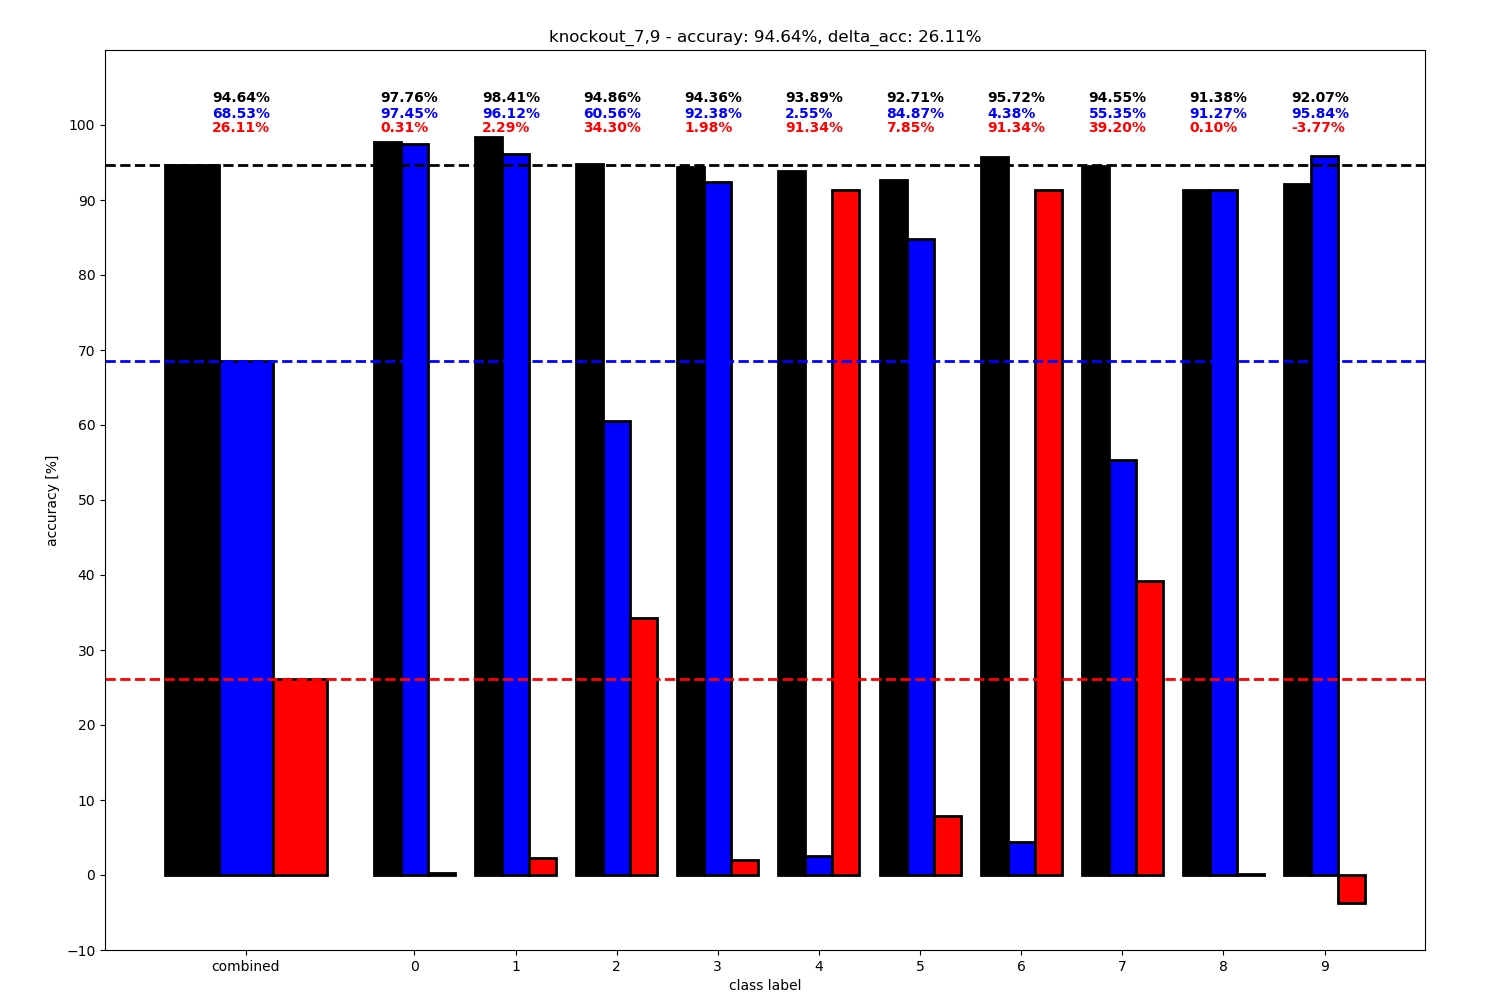 knockout_7,9 - accuray: 94.64%, delta_acc: 26.11%
94.64% 97.76% 98.41% 94.86% 94.36% 93.89% 92.71% 95.72% 94.55% 91.38% 92.07%
68.53% 97.45% 96.12% 60.56% 92.38% 2.55% 84.87% 4.38% 55.35% 91.27% 95.84%
26.11% 0.31% 2.29% 34.30% 1.98% 91.34% 7.85% 91.34% 39.20% 0.10% -3.77%
100
90
80
70
60
50
40
30
20
10
0
−10
accuracy [%]
combined 0 1 2 3 4 5 6 7 8 9
class label